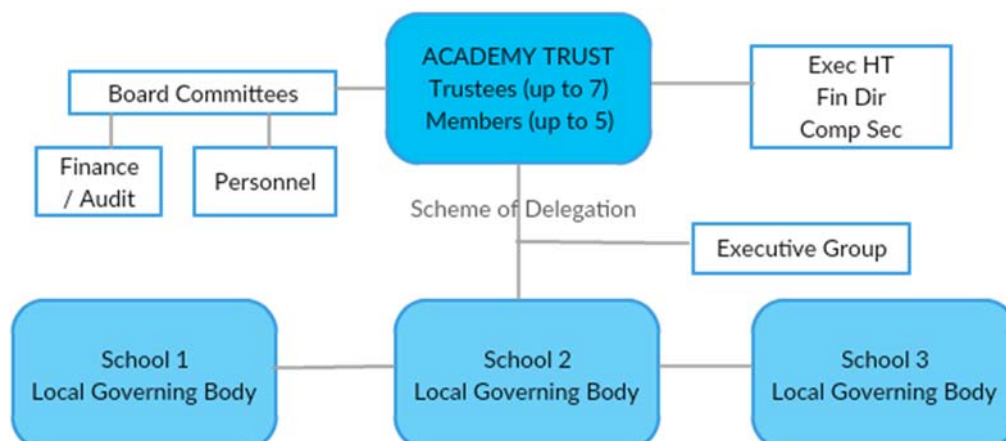 ACADEMY TRUST
Trustees (up to 7)
Members (up to 5)
Board Committees
Exec HT
Fin Dir
Comp Sec
Finance
/ Audit
Personnel
Scheme of Delegation
Executive Group
School 1
Local Governing Body
School 2
Local Governing Body
School 3
Local Governing Body